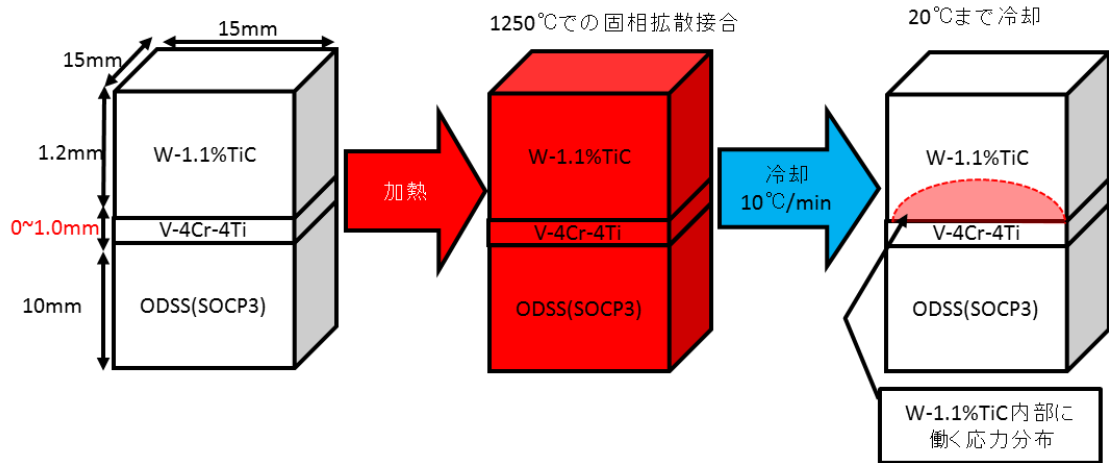 15mm
15mm
1.2mm
0~1.0mm
10mm
W-1.1%TiC
V-4Cr-4Ti
ODSS(SOCP3)
加熱
1250℃での固相拡散接合
W-1.1%TiC
V-4Cr-4Ti
ODSS(SOCP3)
冷却
10℃/min
20℃まで冷却
W-1.1%TiC
V-4Cr-4Ti
ODSS(SOCP3)
W-1.1%TiC内部に
働く応力分布